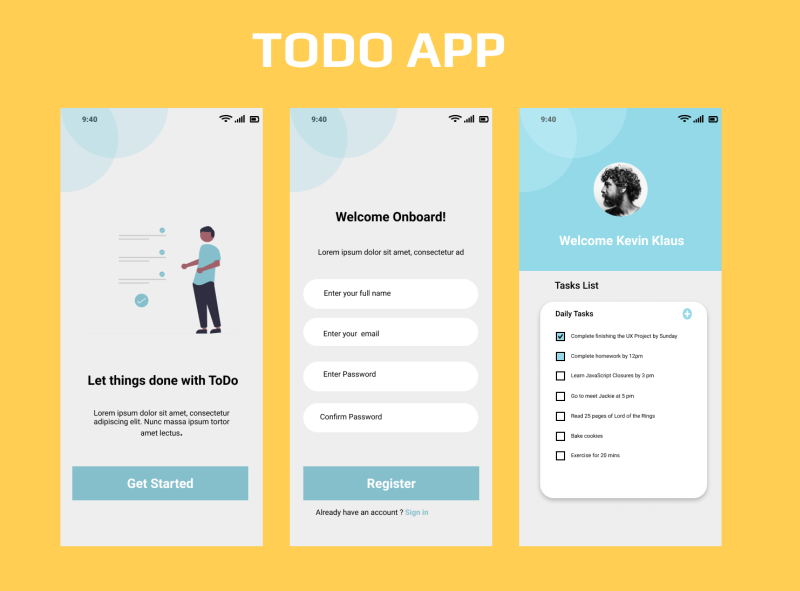 TODO APP
9:40
Let things done with ToDo
Lorem ipsum dolor sit amet, consectetur
adipiscing elit. Nunc massa ipsum tortor
amet lectus.
Get Started
9:40
Welcome Onboard!
Lorem ipsum dolor sit amet, consectetur ad
Enter your full name
Enter your email
Enter Password
Confirm Password
Register
Already have an account ? Sign in
9:40
Welcome Kevin Klaus
Tasks List
Daily Tasks
Complete finishing the UX Project by Sunday
Complete homework by 12pm
Learn JavaScript Closures by 3 pm
Go to meet Jackie at 5 pm
Read 25 pages of Lord of the Rings
Bake cookies
Exercise for 20 mins